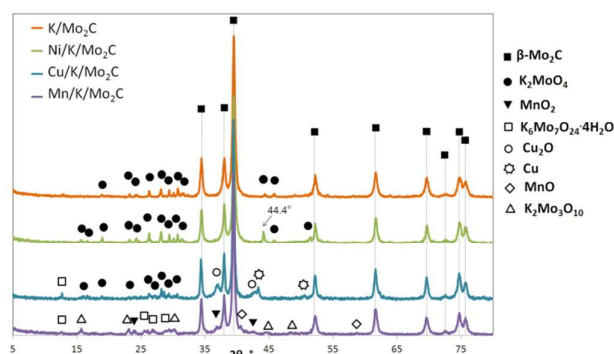 K/Mo₂C
Ni/K/Mo₂C
Cu/K/Mo₂C
Mn/K/Mo₂C
44.4°
β-Mo₂C
K₂MoO₄
MnO₂
K₆Mo₇O₂₄·4H₂O
Cu₂O
Cu
MnO
K₂Mo₃O₁₀
5 15 25 35 45 55 65 75
2θ